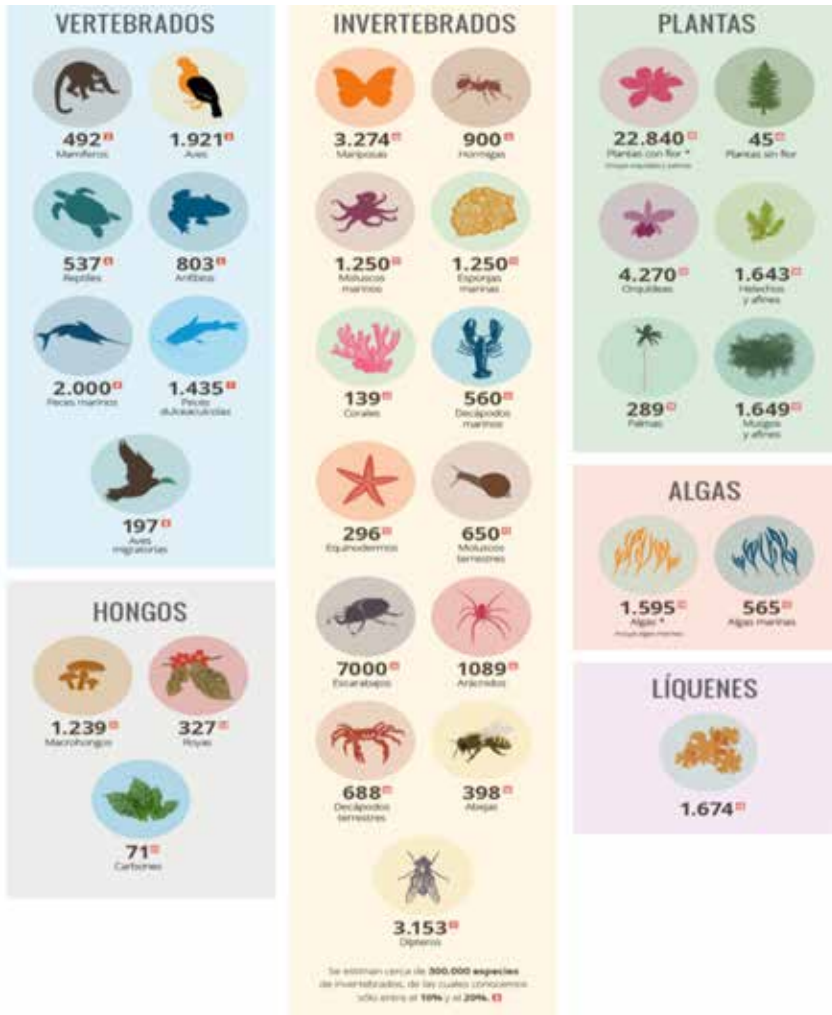 VERTEBRADOS
492
Mamíferos
1.921
Aves
537
Reptiles
803
Anfibios
2.000
Peces marinos
1.435
Peces
dulceacuícolas
197
Aves
migratorias
HONGOS
1.239
Macrohongos
327
Royas
71
Carbones
INVERTEBRADOS
3.274
Mariposas
900
Hormigas
1.250
Moluscos
marinos
1.250
Esponjas
marinas
139
Corales
560
Decápodos
marinos
296
Equinodermos
650
Moluscos
terrestres
7000
Escarabajos
1089
Arácnidos
688
Decápodos
terrestres
398
Abejas
3.153
Dípteros
Se estiman cerca de 300.000 especies
de invertebrados, de las cuales conocemos
sólo entre el 10% y el 20%.
PLANTAS
22.840
Plantas con flor *
Incluye orquídeas y palmas
45
Plantas sin flor
4.270
Orquídeas
1.643
Helechos
y afines
289
Palmas
1.649
Musgos
y afines
ALGAS
1.595
Algas *
Incluye algas marinas
565
Algas marinas
LÍQUENES
1.674